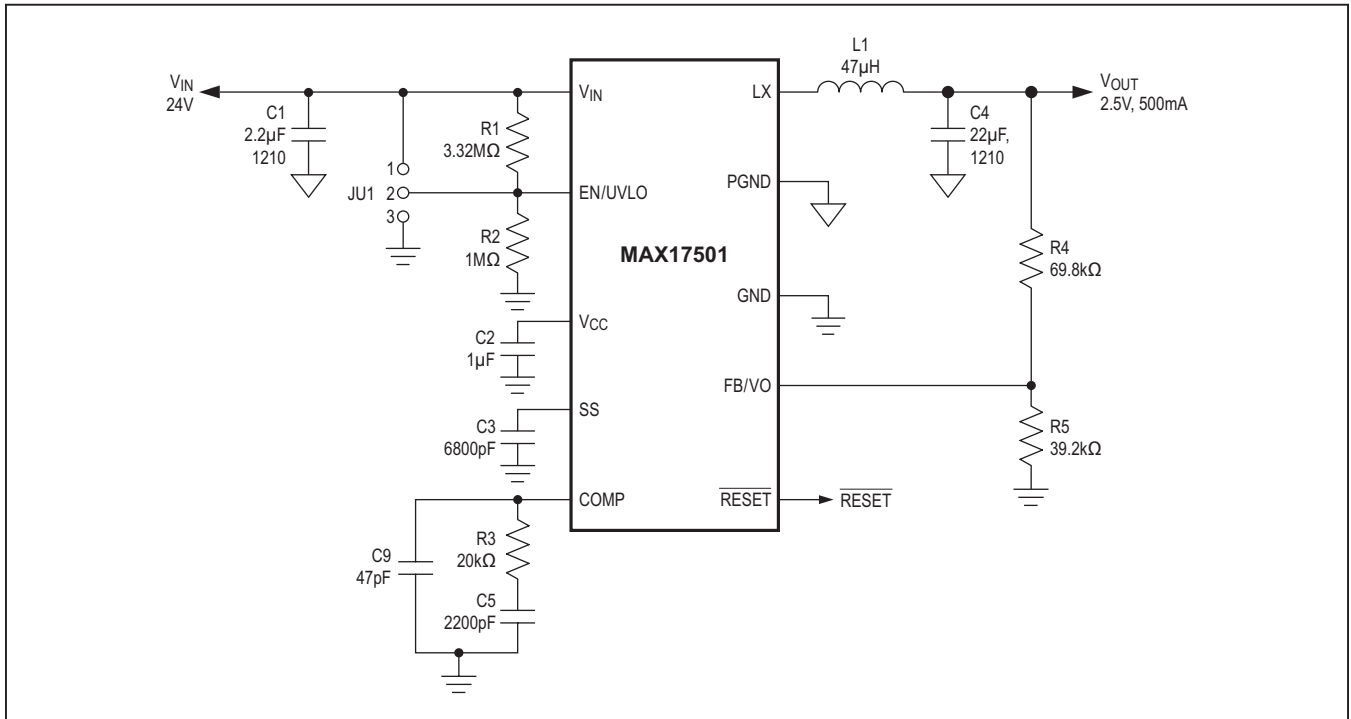 VIN
24V
C1
2.2µF
1210
JU1
1
2
3
R1
3.32MΩ
R2
1MΩ
C2
1µF
C3
6800pF
C9
47pF
R3
20kΩ
C5
2200pF
VIN
EN/UVLO
VCC
SS
COMP
MAX17501
LX
PGND
GND
FB/VO
RESET
RESET
L1
47µH
C4
22µF,
1210
VOUT
2.5V, 500mA
R4
69.8kΩ
R5
39.2kΩ